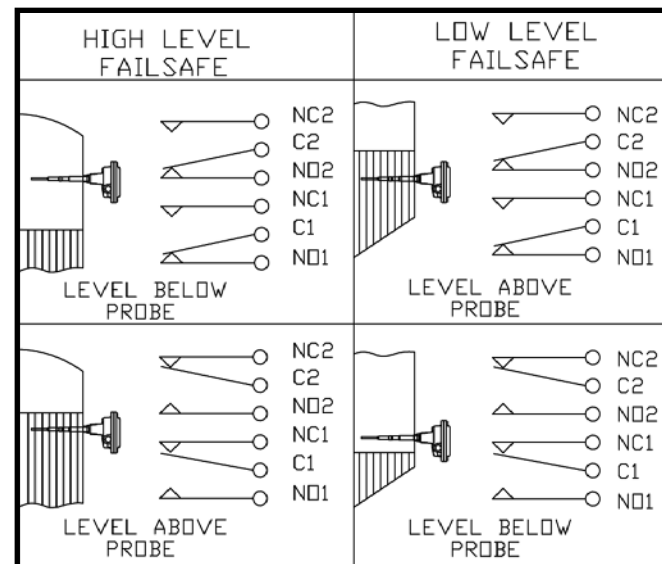 HIGH LEVEL
FAILSAFE
LOW LEVEL
FAILSAFE
NC2
C2
NO2
NC1
C1
NO1
LEVEL BELOW
PROBE
NC2
C2
NO2
NC1
C1
NO1
LEVEL ABOVE
PROBE
NC2
C2
NO2
NC1
C1
NO1
LEVEL ABOVE
PROBE
NC2
C2
NO2
NC1
C1
NO1
LEVEL BELOW
PROBE